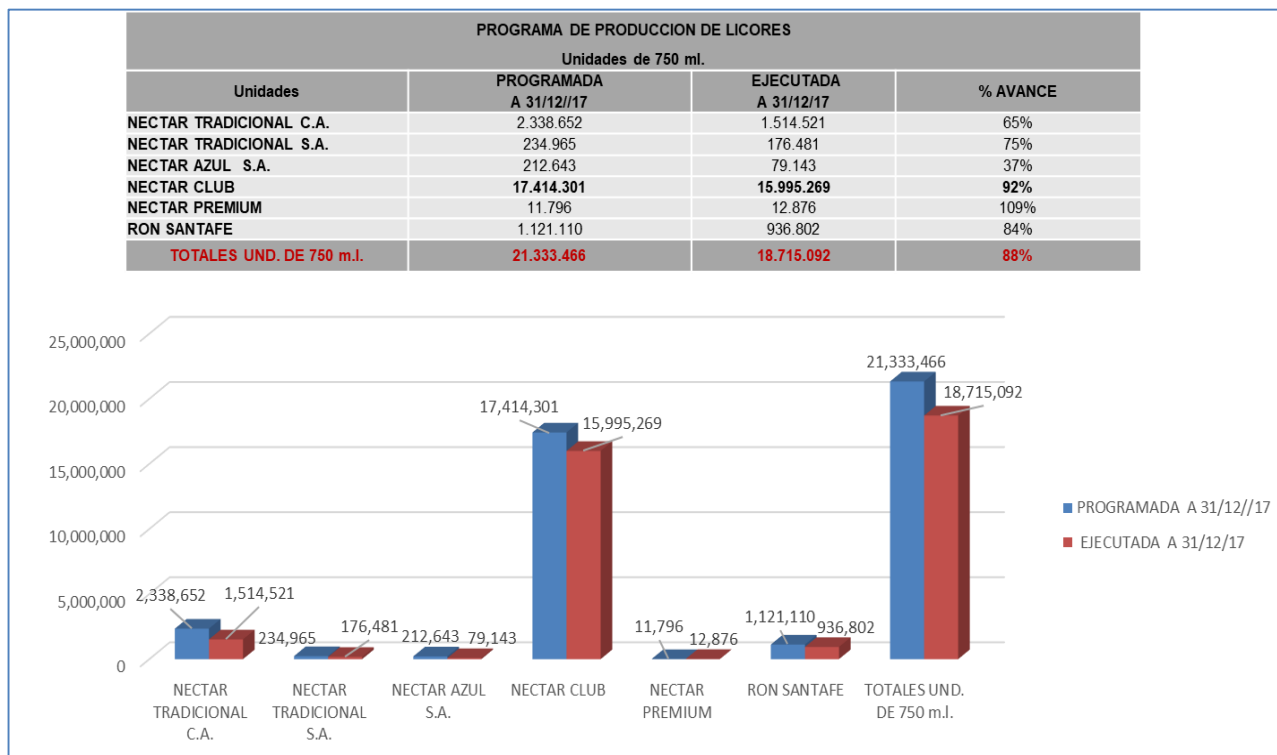 PROGRAMA DE PRODUCCION DE LICORES
Unidades de 750 ml.
Unidades PROGRAMADA A 31/12//17 EJECUTADA A 31/12/17 % AVANCE
NECTAR TRADICIONAL C.A. 2.338.652 1.514.521 65%
NECTAR TRADICIONAL S.A. 234.965 176.481 75%
NECTAR AZUL S.A. 212.643 79.143 37%
NECTAR CLUB 17.414.301 15.995.269 92%
NECTAR PREMIUM 11.796 12.876 109%
RON SANTAFE 1.121.110 936.802 84%
TOTALES UND. DE 750 m.l. 21.333.466 18.715.092 88%
25,000,000
20,000,000
15,000,000
10,000,000
5,000,000
0
2,338,652 1,514,521
234,965 176,481
212,643 79,143
17,414,301 15,995,269
11,796 12,876
1,121,110 936,802
21,333,466 18,715,092
NECTAR
TRADICIONAL
C.A.
NECTAR
TRADICIONAL
S.A.
NECTAR AZUL
S.A.
NECTAR CLUB
NECTAR
PREMIUM
RON SANTAFE
TOTALES UND.
DE 750 m.l.
PROGRAMADA A 31/12//17
EJECUTADA A 31/12/17